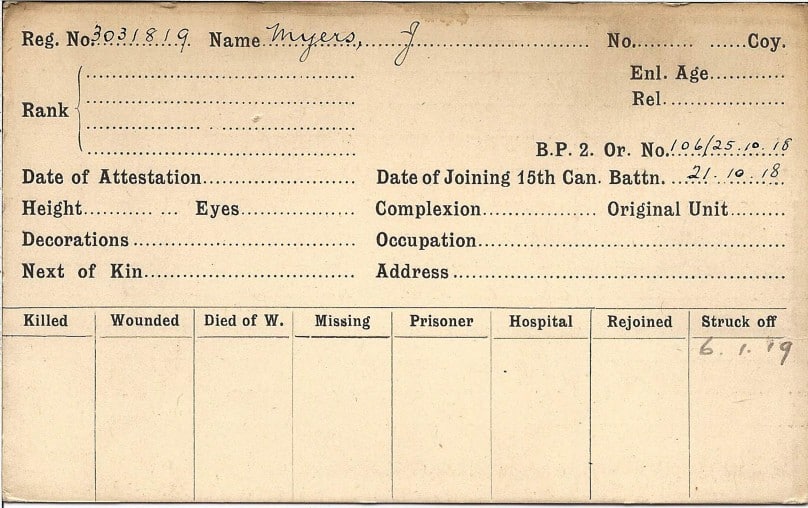 Reg. No. 3031819 Name Myers, J No. Coy.
Enl. Age
Rel.
Rank
B.P. 2. Or. No. 106/25.10.18
Date of Attestation Date of Joining 15th Can. Battn. 21.10.18
Height Eyes Complexion Original Unit
Decorations Occupation
Next of Kin Address
Killed Wounded Died of W. Missing Prisoner Hospital Rejoined Struck off
6.1.19